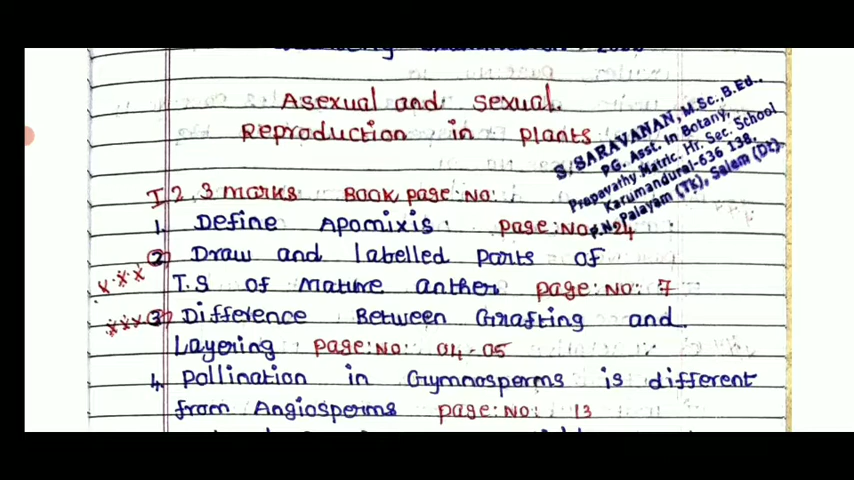 Examination
Asexual and sexual
Reproduction in plants
S. SARAVANAN, M.Sc., B.Ed.,
P.G. Asst. in Botany,
Prapavathy Matric. Hr. Sec. School
Karumandurai-636 138.
P.N. Palayam (Tk), Salem (Dt).
I 2, 3 marks Book page: No:
1. Define Apomixis: page: No: 24
2) Draw and labelled parts of
xxx T.S of Mature anther page: No: 7
xxx 3) Difference Between Grafting and
Layering page: No: 04-05
4. Pollination in Gymnosperms is different
from Angiosperms page: No: 13